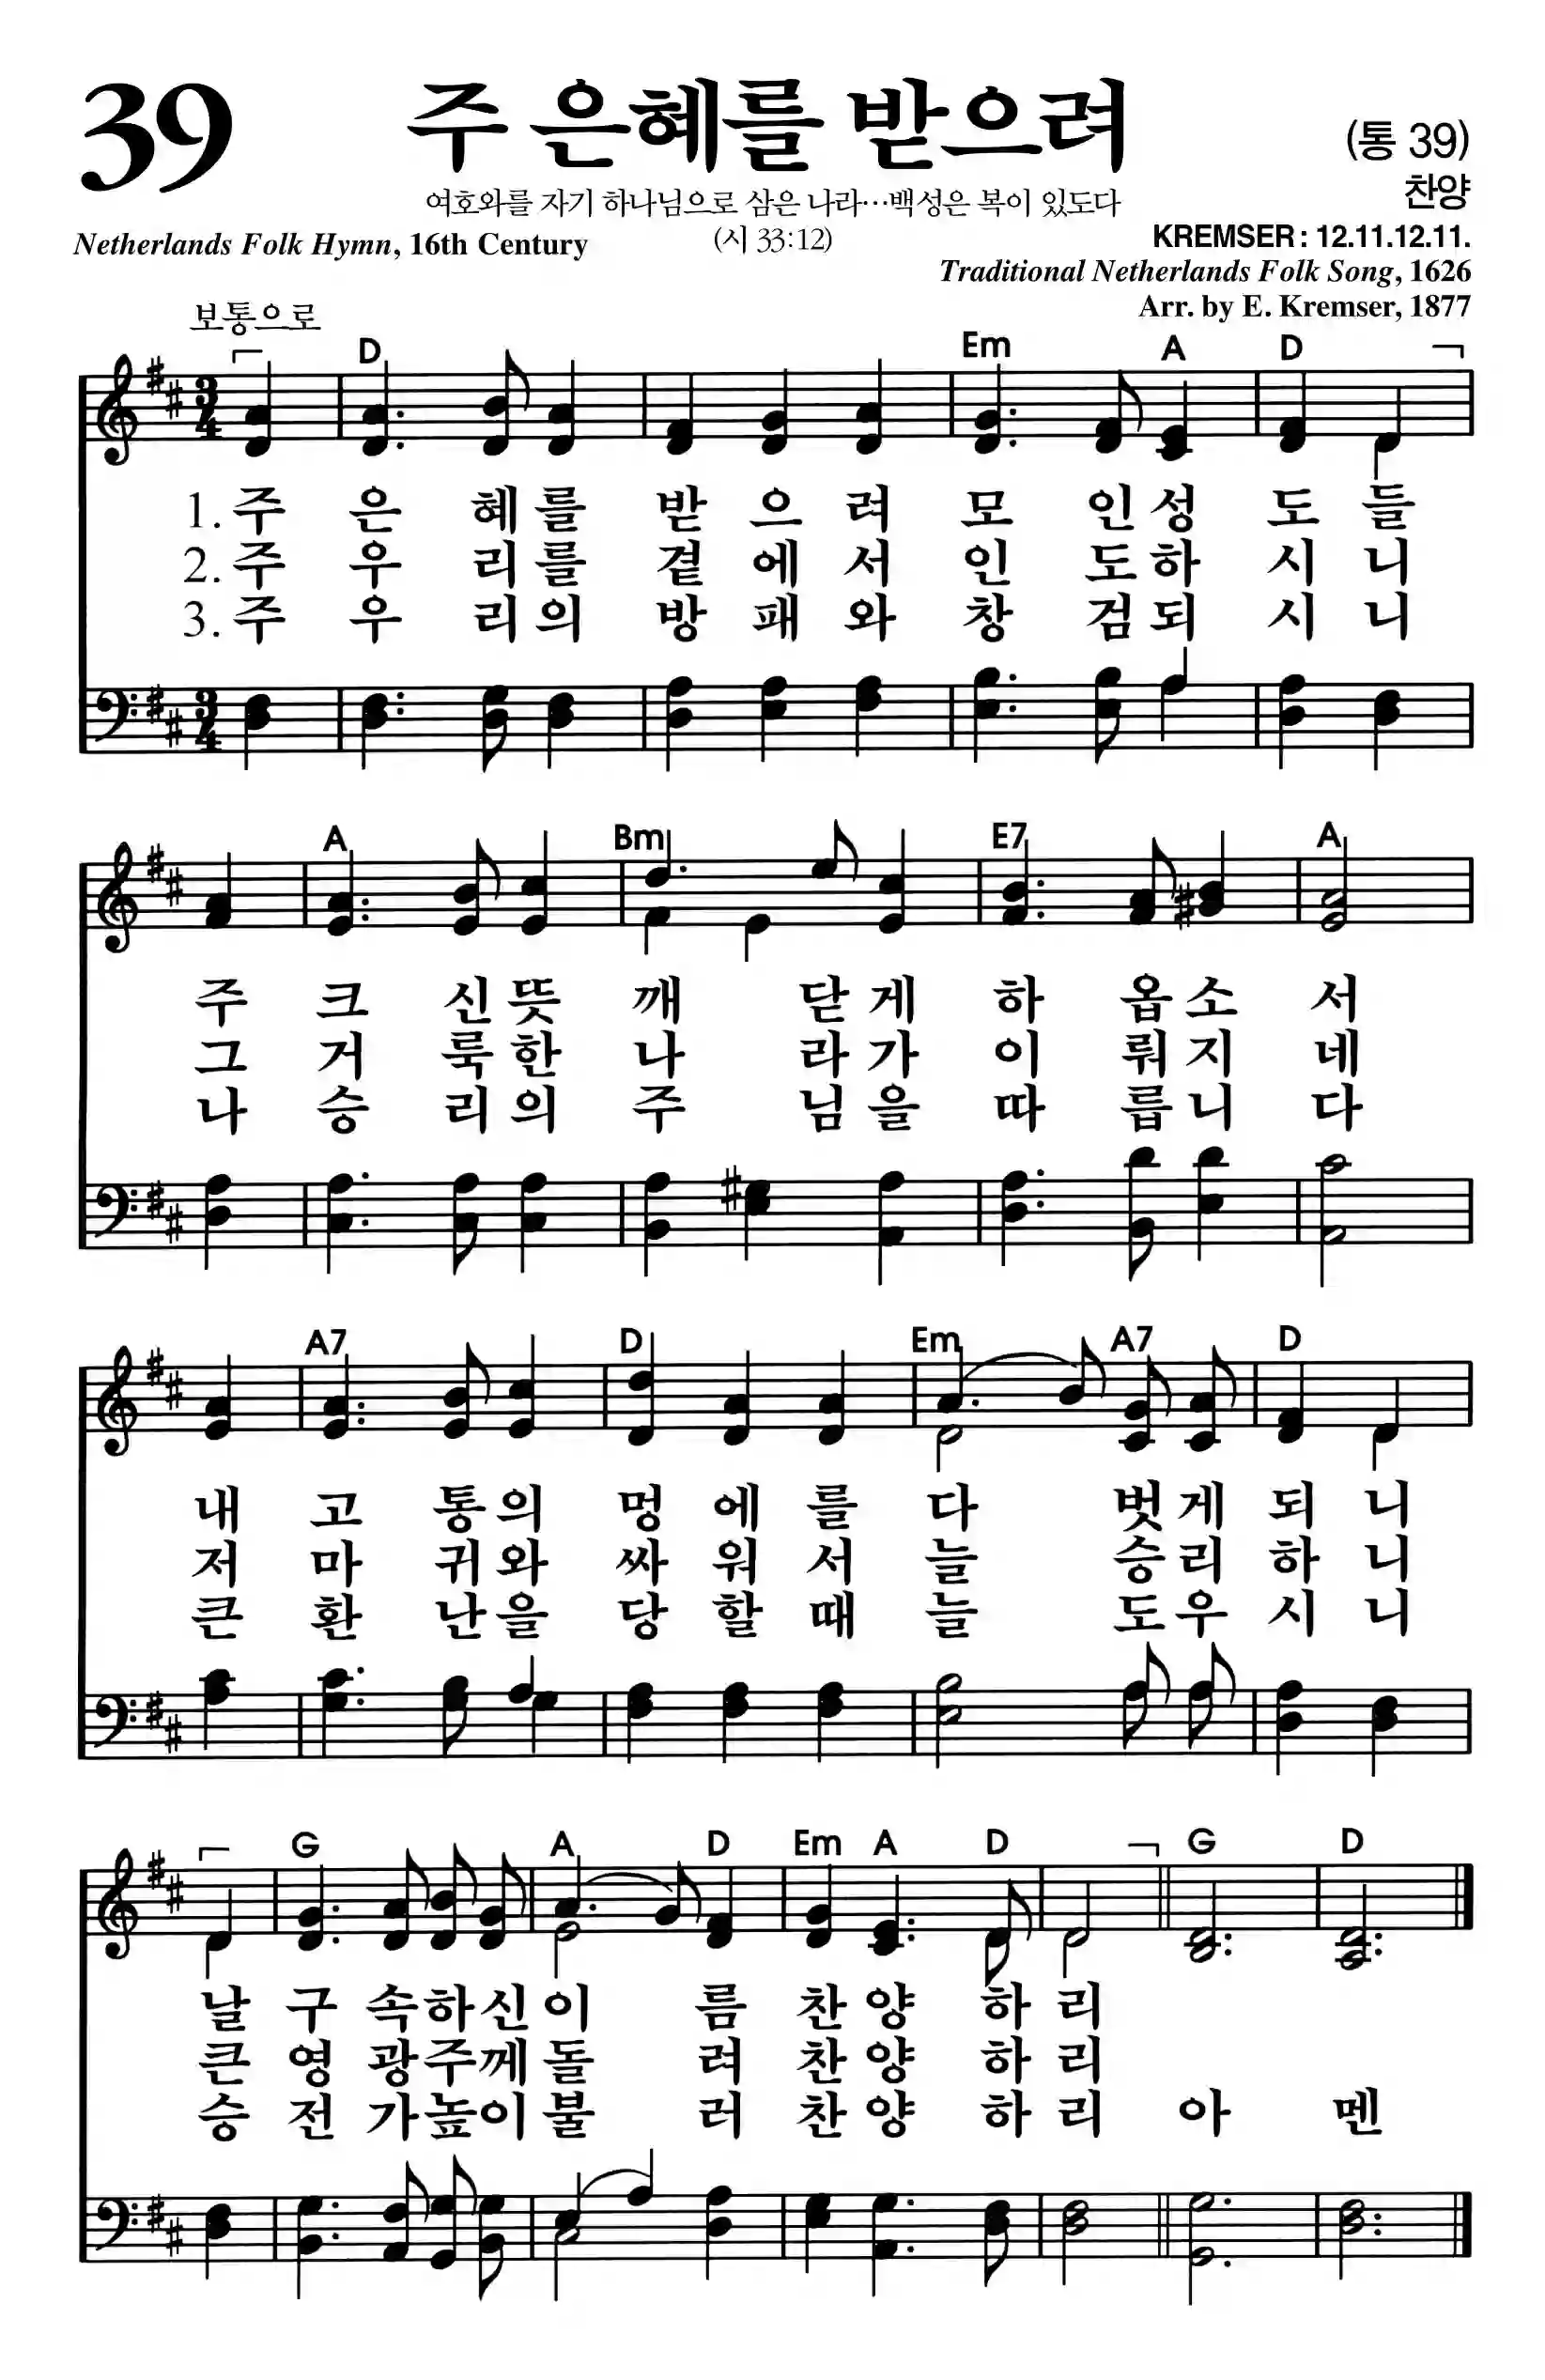 39
주 은혜를 받으려
(통 39)
찬양
여호와를 자기 하나님으로 삼은 나라…백성은 복이 있도다
(시 33:12)
Netherlands Folk Hymn, 16th Century
KREMSER : 12.11.12.11.
Traditional Netherlands Folk Song, 1626
Arr. by E. Kremser, 1877
보통으로
D Em A D
3 4
1. 주 은 혜 를 받 으 려 모 인 성 도 들
2. 주 우 리 를 곁 에 서 인 도 하 시 니
3. 주 우 리 의 방 패 와 창 검 되 시 니
3 4
A Bm E7 A
주 크 신 뜻 깨 닫 게 하 옵 소 서
그 거 룩 한 나 라 가 이 뤄 지 네
나 승 리 의 주 님 을 따 릅 니 다
A7 D Em A7 D
내 고 통 의 멍 에 를 다 벗 게 되 니
저 마 귀 와 싸 워 서 늘 승 리 하 니
큰 환 난 을 당 할 때 늘 도 우 시 니
G A D Em A D G D
날 구 속 하 신 이 름 찬 양 하 리
큰 영 광 주 께 돌 려 찬 양 하 리
승 전 가 높 이 불 러 찬 양 하 리 아 멘